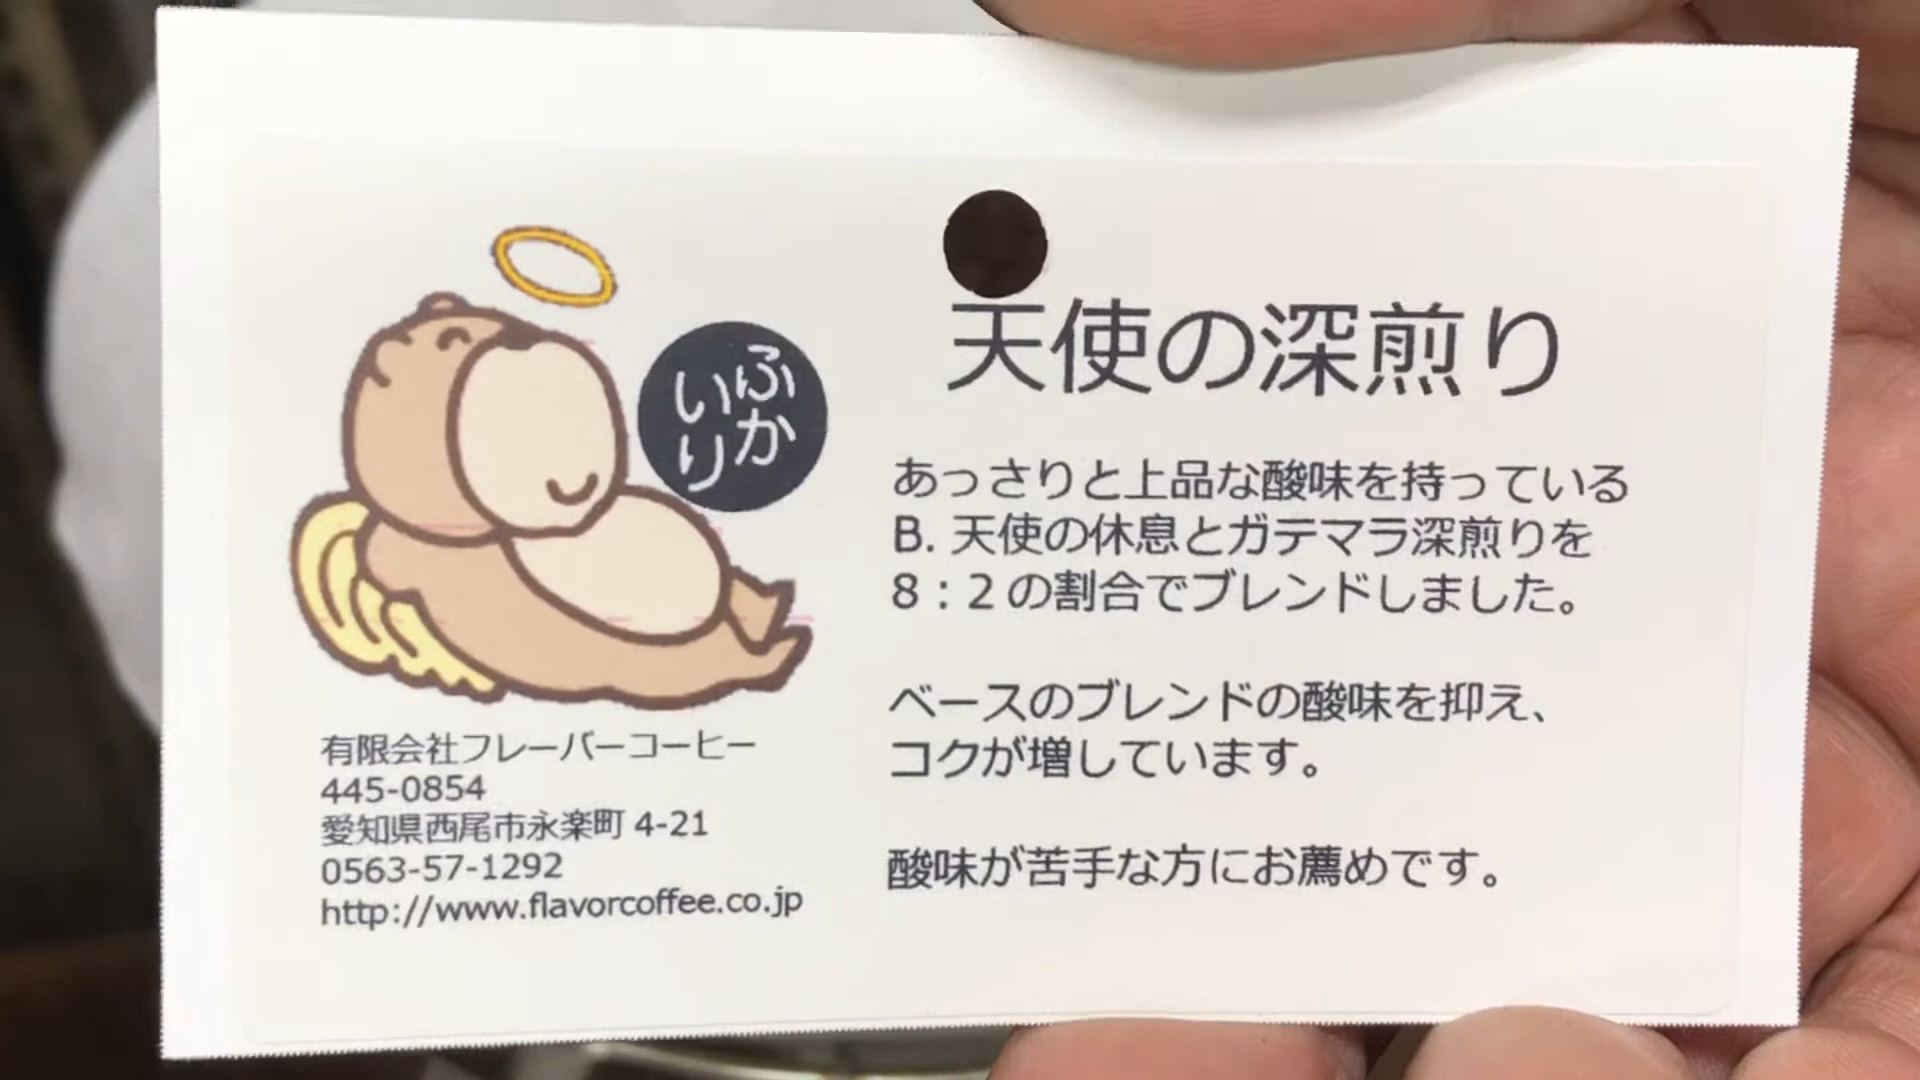 ふか
いり
有限会社フレーバーコーヒー
445-0854
愛知県西尾市永楽町 4-21
0563-57-1292
http://www.flavorcoffee.co.jp
天使の深煎り
あっさりと上品な酸味を持っている
B. 天使の休息とガテマラ深煎りを
8：2の割合でブレンドしました。
ベースのブレンドの酸味を抑え、
コクが増しています。
酸味が苦手な方にお薦めです。